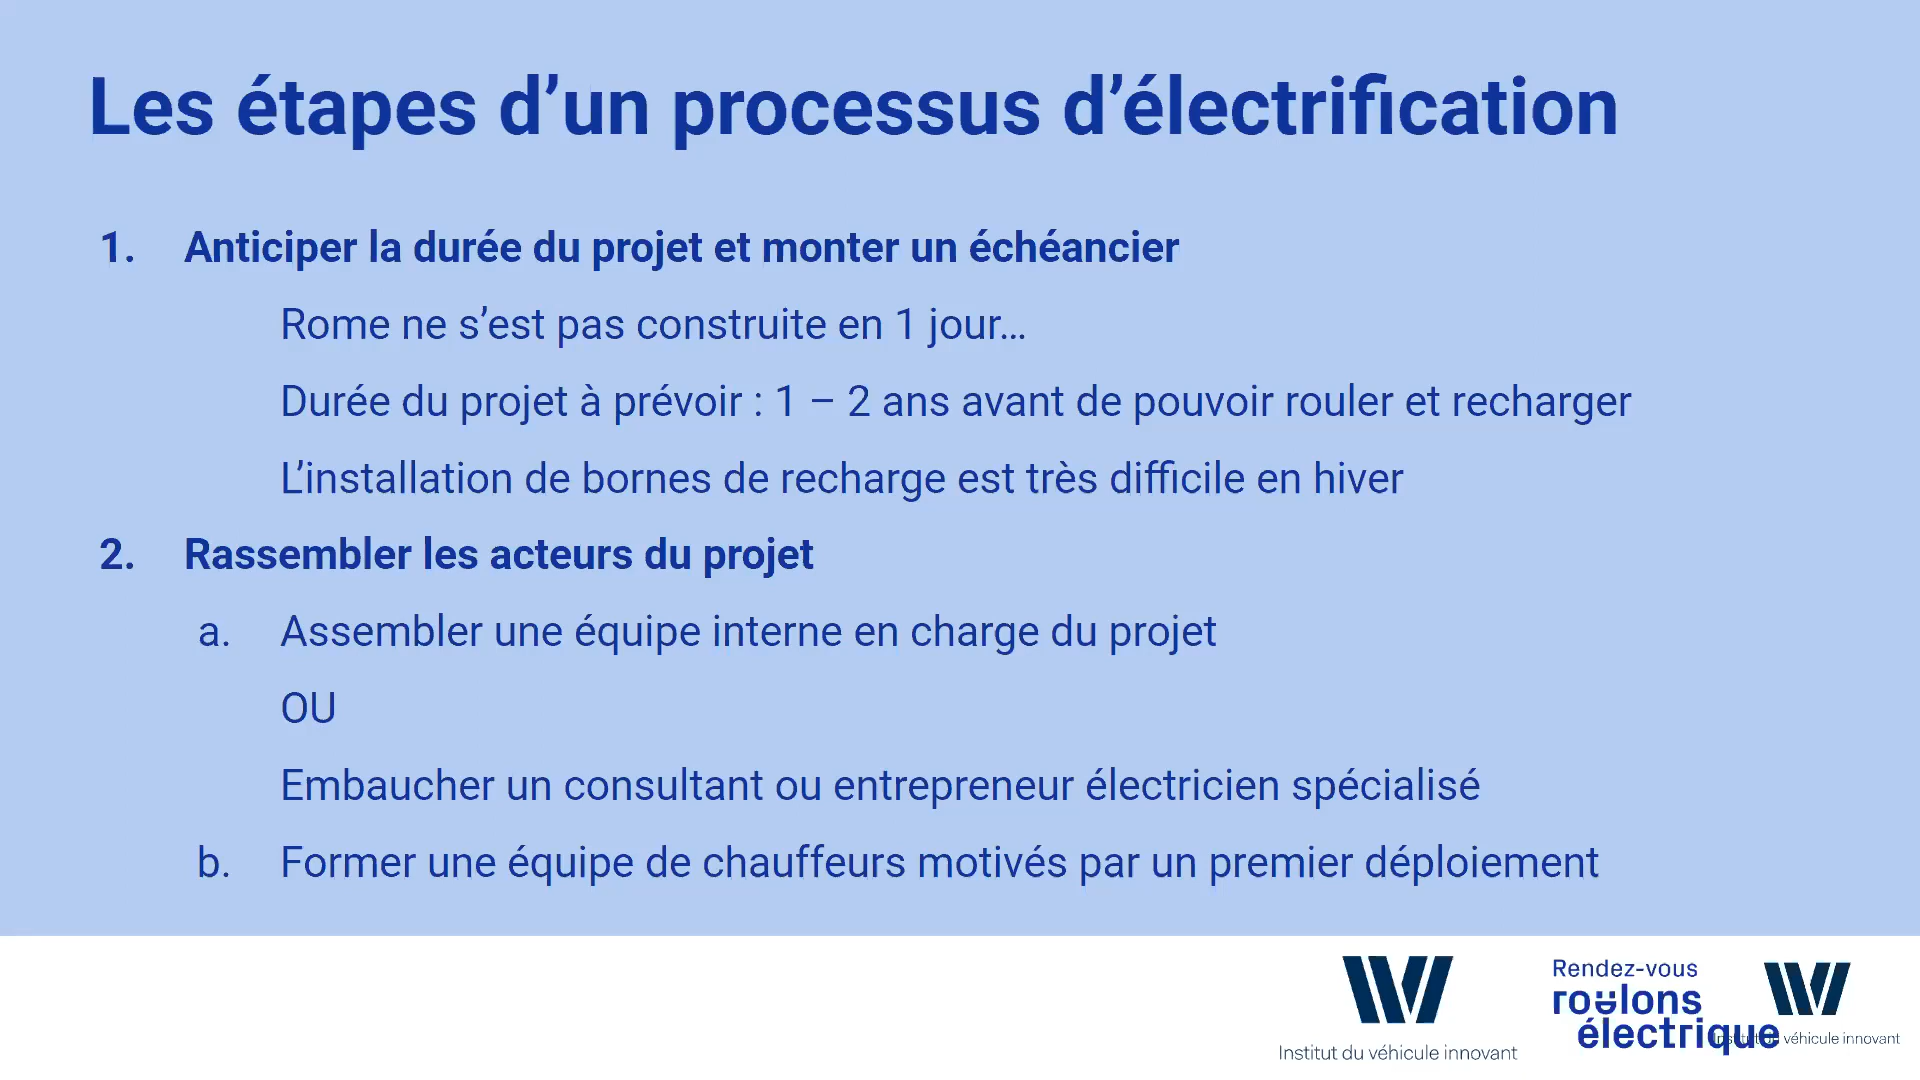 Les étapes d’un processus d’électrification
1. Anticiper la durée du projet et monter un échéancier
Rome ne s’est pas construite en 1 jour…
Durée du projet à prévoir : 1 – 2 ans avant de pouvoir rouler et recharger
L’installation de bornes de recharge est très difficile en hiver
2. Rassembler les acteurs du projet
a. Assembler une équipe interne en charge du projet
OU
Embaucher un consultant ou entrepreneur électricien spécialisé
b. Former une équipe de chauffeurs motivés par un premier déploiement
Institut du véhicule innovant
Rendez-vous
roulons
électrique
véhicule innovant